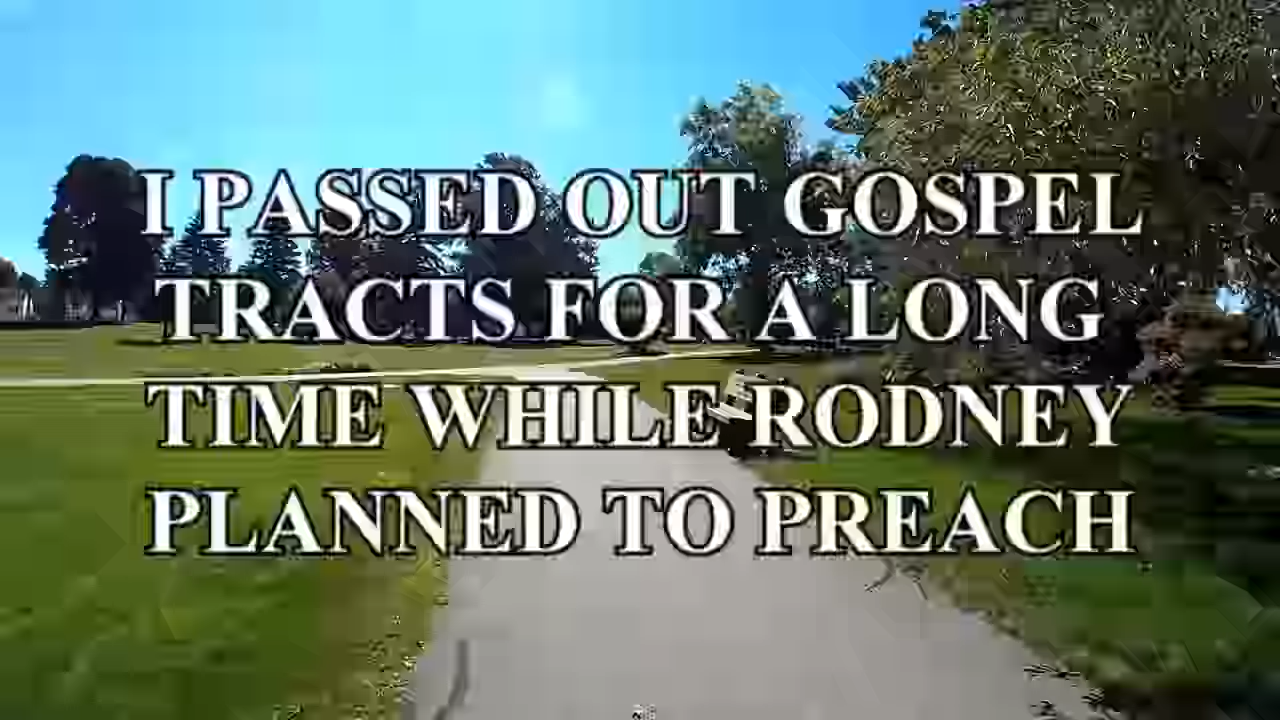 I PASSED OUT GOSPEL
TRACTS FOR A LONG
TIME WHILE RODNEY
PLANNED TO PREACH